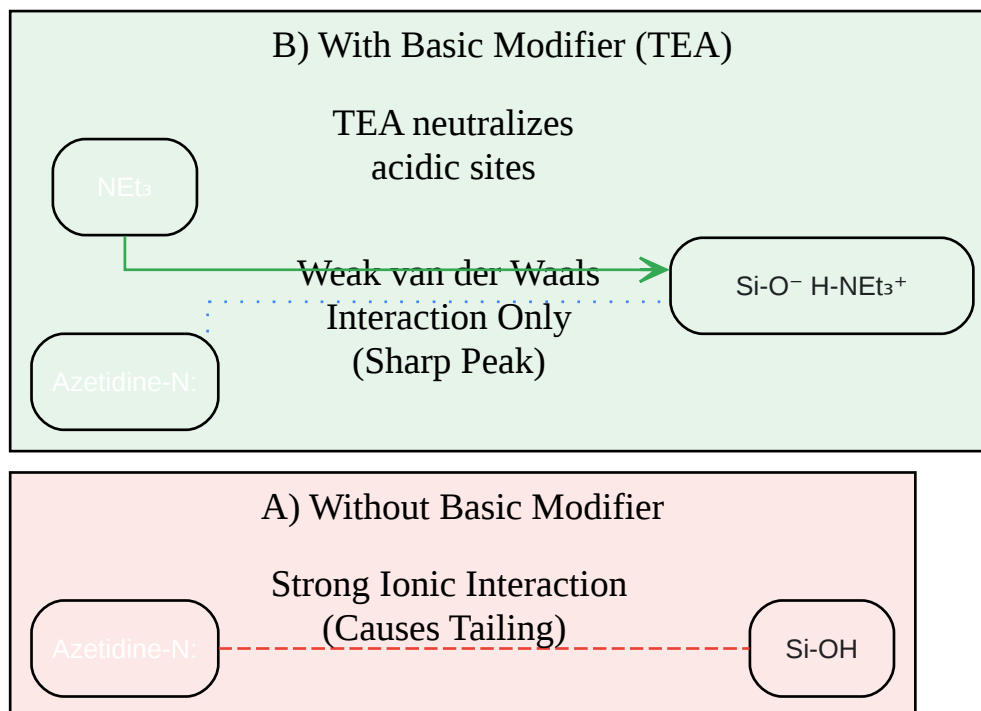 B) With Basic Modifier (TEA)
TEA neutralizes
acidic sites
NEt₃
Weak van der Waals
Interaction Only
(Sharp Peak)
Si-O⁻ H-NEt₃⁺
Azetidine-N:
A) Without Basic Modifier
Strong Ionic Interaction
(Causes Tailing)
Azetidine-N:
Si-OH